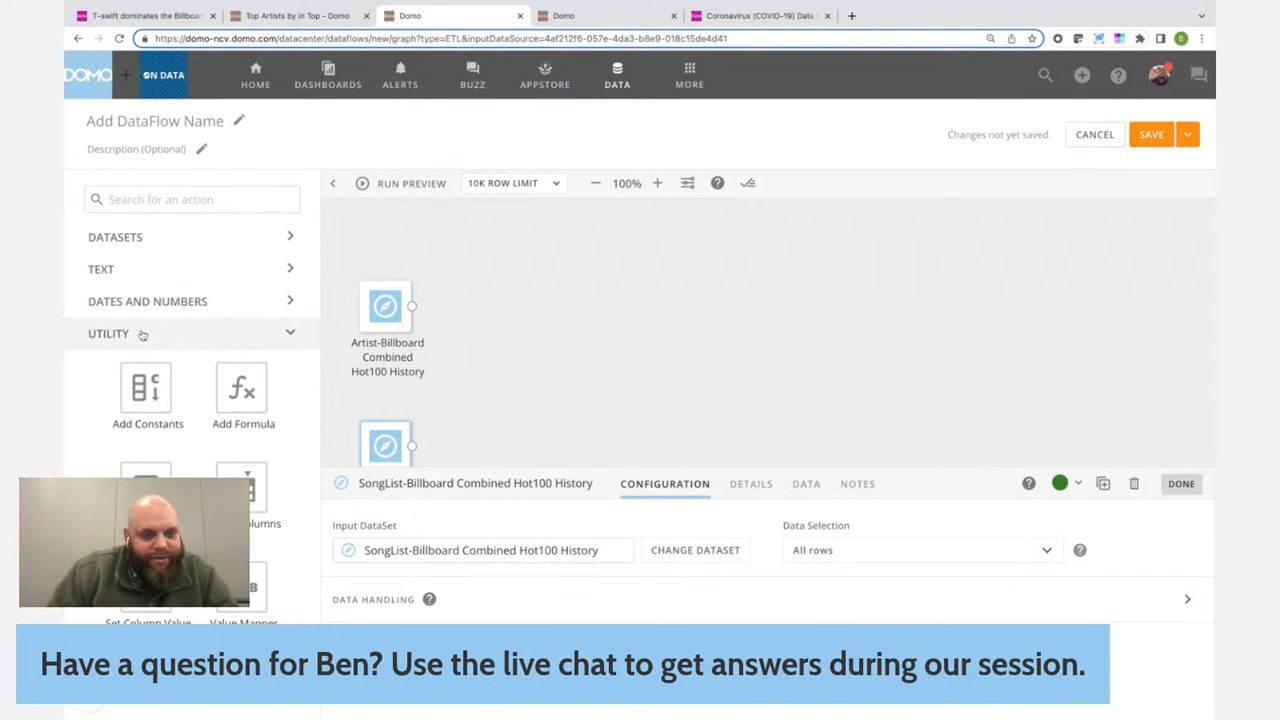 T-swift dominates the Billboar
Top Artists by in Top - Domo
Domo
Domo
Coronavirus (COVID-19) Data
https://domo-ncv.domo.com/datacenter/dataflows/new/graph?type=ETL&inputDataSource=4af212f6-057e-4da3-b8e9-018c15de4d41
B
DOMO
ON DATA
HOME
DASHBOARDS
ALERTS
BUZZ
APPSTORE
DATA
MORE
Add DataFlow Name
Description (Optional)
Changes not yet saved.
CANCEL
SAVE
Search for an action
RUN PREVIEW
10K ROW LIMIT
100%
DATASETS
TEXT
DATES AND NUMBERS
UTILITY
Add Constants
Add Formula
Set Column Value
Value Mapper
Artist-Billboard
Combined
Hot100 History
SongList-Billboard Combined Hot100 History
CONFIGURATION
DETAILS
DATA
NOTES
DONE
Input DataSet
Data Selection
SongList-Billboard Combined Hot100 History
CHANGE DATASET
All rows
DATA HANDLING
Have a question for Ben? Use the live chat to get answers during our session.